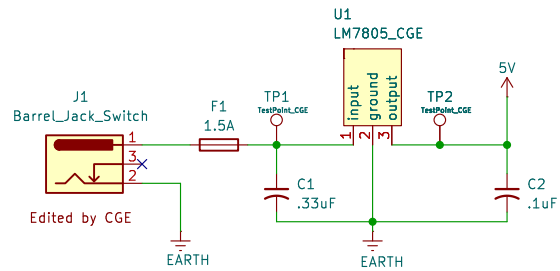 U1
LM7805_CGE
5V
J1
Barrel_Jack_Switch
F1
1.5A
TP1
TestPoint_CGE
TP2
TestPoint_CGE
input
ground
output
1
2
3
1
3
2
C1
.33uF
C2
.1uF
Edited by CGE
EARTH
EARTH